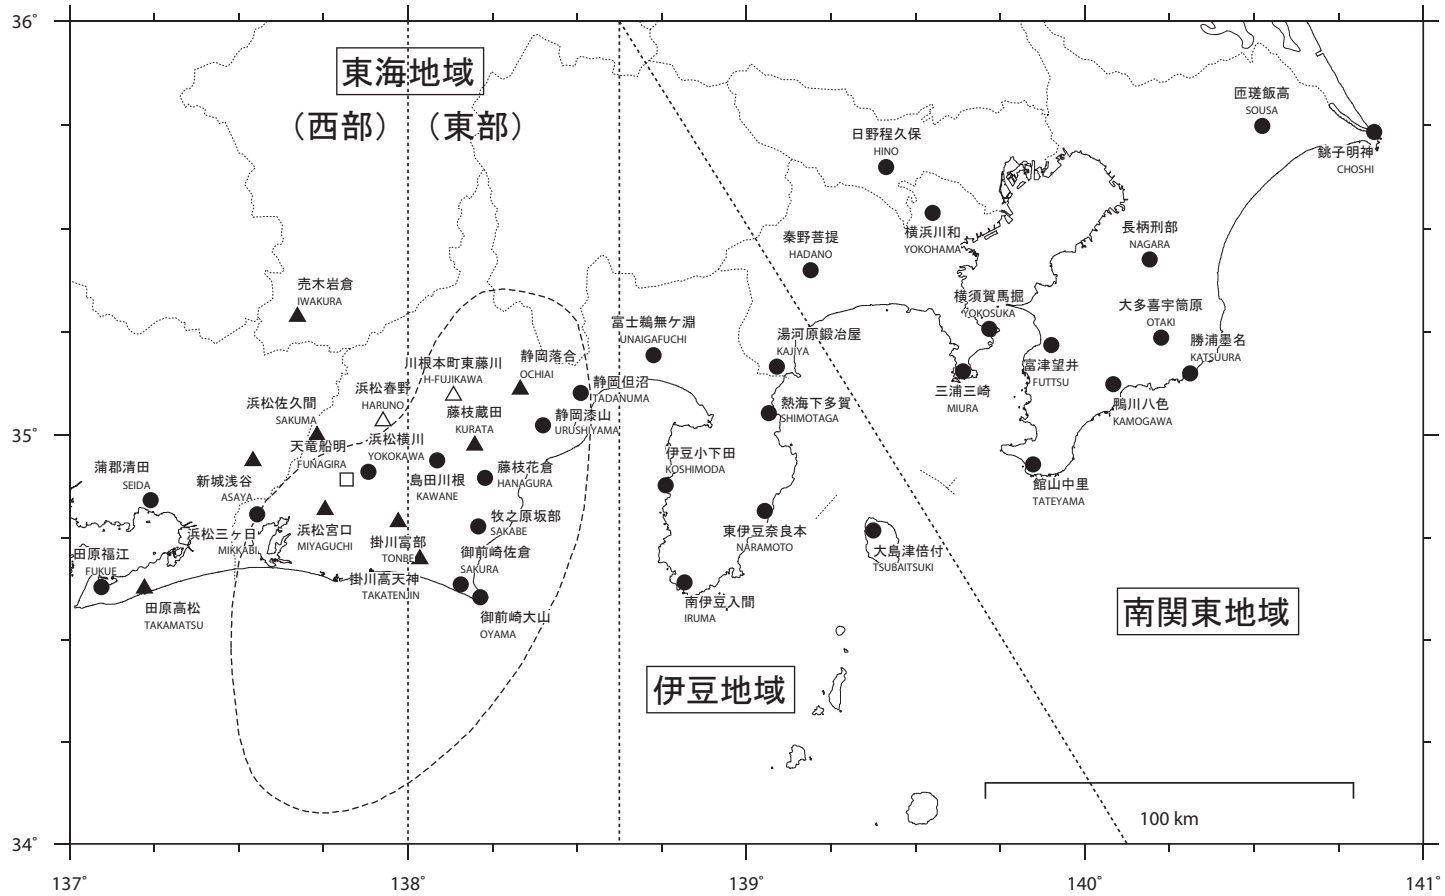 36°
東海地域
(西部)
(東部)
匝瑳飯高
SOUSA
日野程久保
HINO
銚子明神
CHOSHI
横浜川和
YOKOHAMA
長柄刑部
NAGARA
秦野菩提
HADANO
売木岩倉
IWAKURA
横須賀馬堀
YOKOSUKA
大多喜宇筒原
OTAKI
富士鵜無ケ淵
UNAIGAFUCHI
湯河原鍛冶屋
KAJIYA
勝浦墨名
KATSUURA
川根本町東藤川
H-FUJIKAWA
静岡落合
OCHIAI
富津望井
FUTTSU
浜松春野
HARUNO
静岡但沼
TADANUMA
三浦三崎
MIURA
浜松佐久間
SAKUMA
藤枝蔵田
KURATA
静岡漆山
URUSHIYAMA
熱海下多賀
SHIMOTAGA
鴨川八色
KAMOGAWA
35°
天竜船明
FUNAGIRA
浜松横川
YOKOKAWA
伊豆小下田
KOSHIMODA
蒲郡清田
SEIDA
新城浅谷
ASAYA
島田川根
KAWANE
藤枝花倉
HANAGURA
館山中里
TATEYAMA
浜松三ヶ日
MIKKABI
浜松宮口
MIYAGUCHI
牧之原坂部
SAKABE
東伊豆奈良本
NARAMOTO
田原福江
FUKUE
掛川富部
TONBE
御前崎佐倉
SAKURA
大島津倍付
TSUBAITSUKI
掛川高天神
TAKATENJIN
田原高松
TAKAMATSU
御前崎大山
OYAMA
南伊豆入間
IRUMA
南関東地域
伊豆地域
100 km
34°
137°
138°
139°
140°
141°